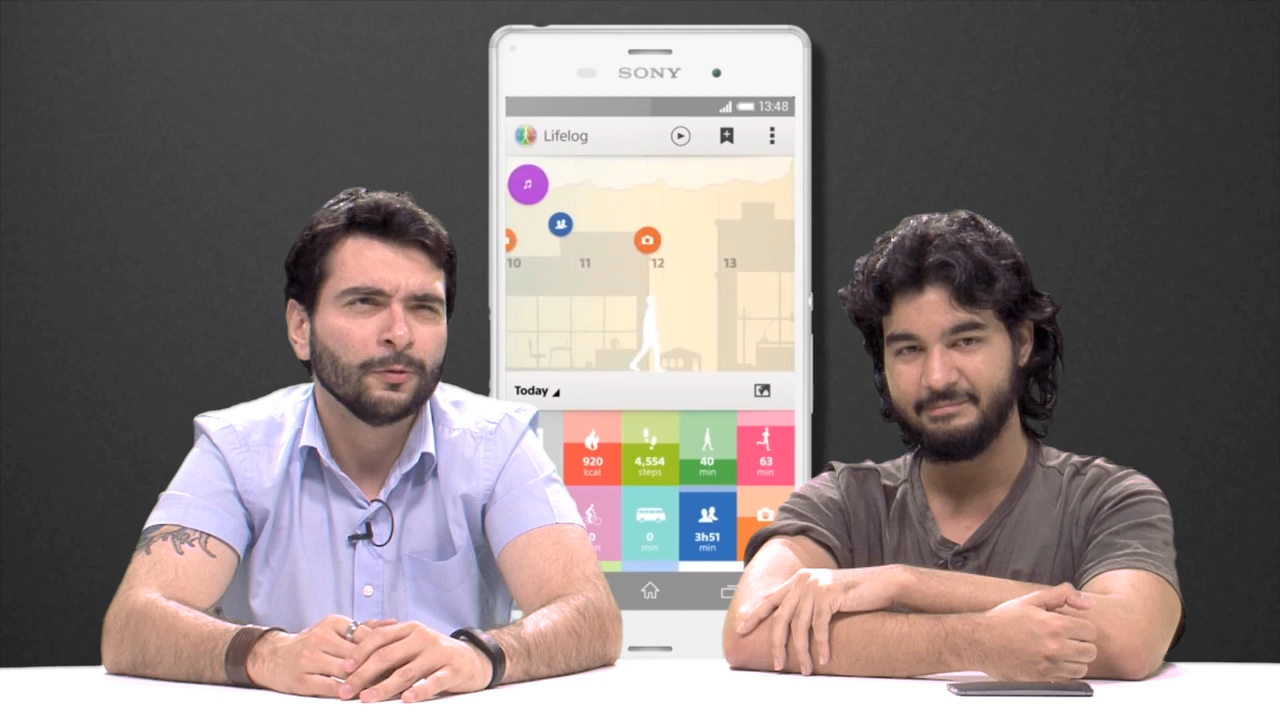 SONY
13:48
Lifelog
10 11 12 13
Today
920 4,554 40 63
kcal steps min min
0 0 3h51
min min